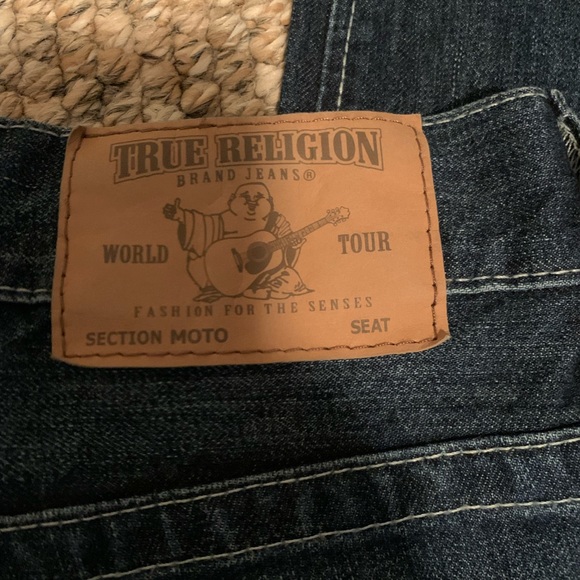 TRUE RELIGION
BRAND JEANS®
WORLD TOUR
FASHION FOR THE SENSES
SECTION MOTO SEAT